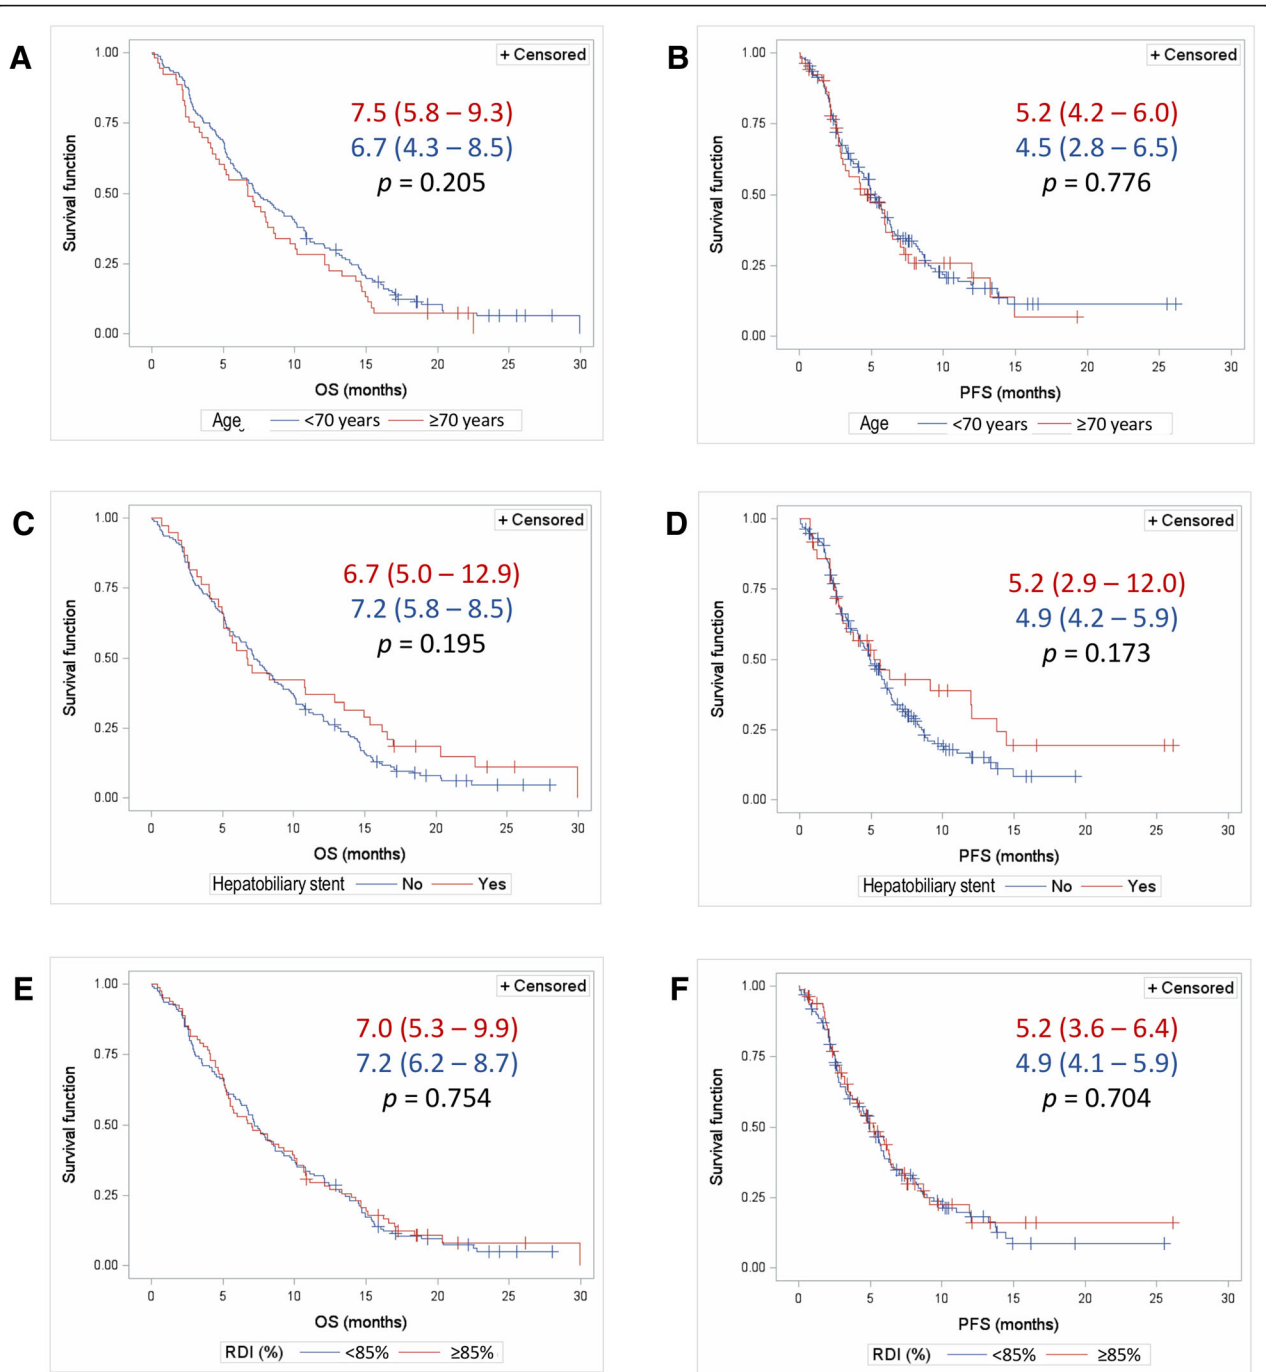 A
+ Censored
7.5 (5.8 – 9.3)
6.7 (4.3 – 8.5)
p = 0.205
Survival function
1.00
0.75
0.50
0.25
0.00
0 5 10 15 20 25 30
OS (months)
Age <70 years ≥70 years
B
+ Censored
5.2 (4.2 – 6.0)
4.5 (2.8 – 6.5)
p = 0.776
Survival function
1.00
0.75
0.50
0.25
0.00
0 5 10 15 20 25 30
PFS (months)
Age <70 years ≥70 years
C
+ Censored
6.7 (5.0 – 12.9)
7.2 (5.8 – 8.5)
p = 0.195
Survival function
1.00
0.75
0.50
0.25
0.00
0 5 10 15 20 25 30
OS (months)
Hepatobiliary stent No Yes
D
+ Censored
5.2 (2.9 – 12.0)
4.9 (4.2 – 5.9)
p = 0.173
Survival function
1.00
0.75
0.50
0.25
0.00
0 5 10 15 20 25 30
PFS (months)
Hepatobiliary stent No Yes
E
+ Censored
7.0 (5.3 – 9.9)
7.2 (6.2 – 8.7)
p = 0.754
Survival function
1.00
0.75
0.50
0.25
0.00
0 5 10 15 20 25 30
OS (months)
RDI (%) <85% ≥85%
F
+ Censored
5.2 (3.6 – 6.4)
4.9 (4.1 – 5.9)
p = 0.704
Survival function
1.00
0.75
0.50
0.25
0.00
0 5 10 15 20 25 30
PFS (months)
RDI (%) <85% ≥85%